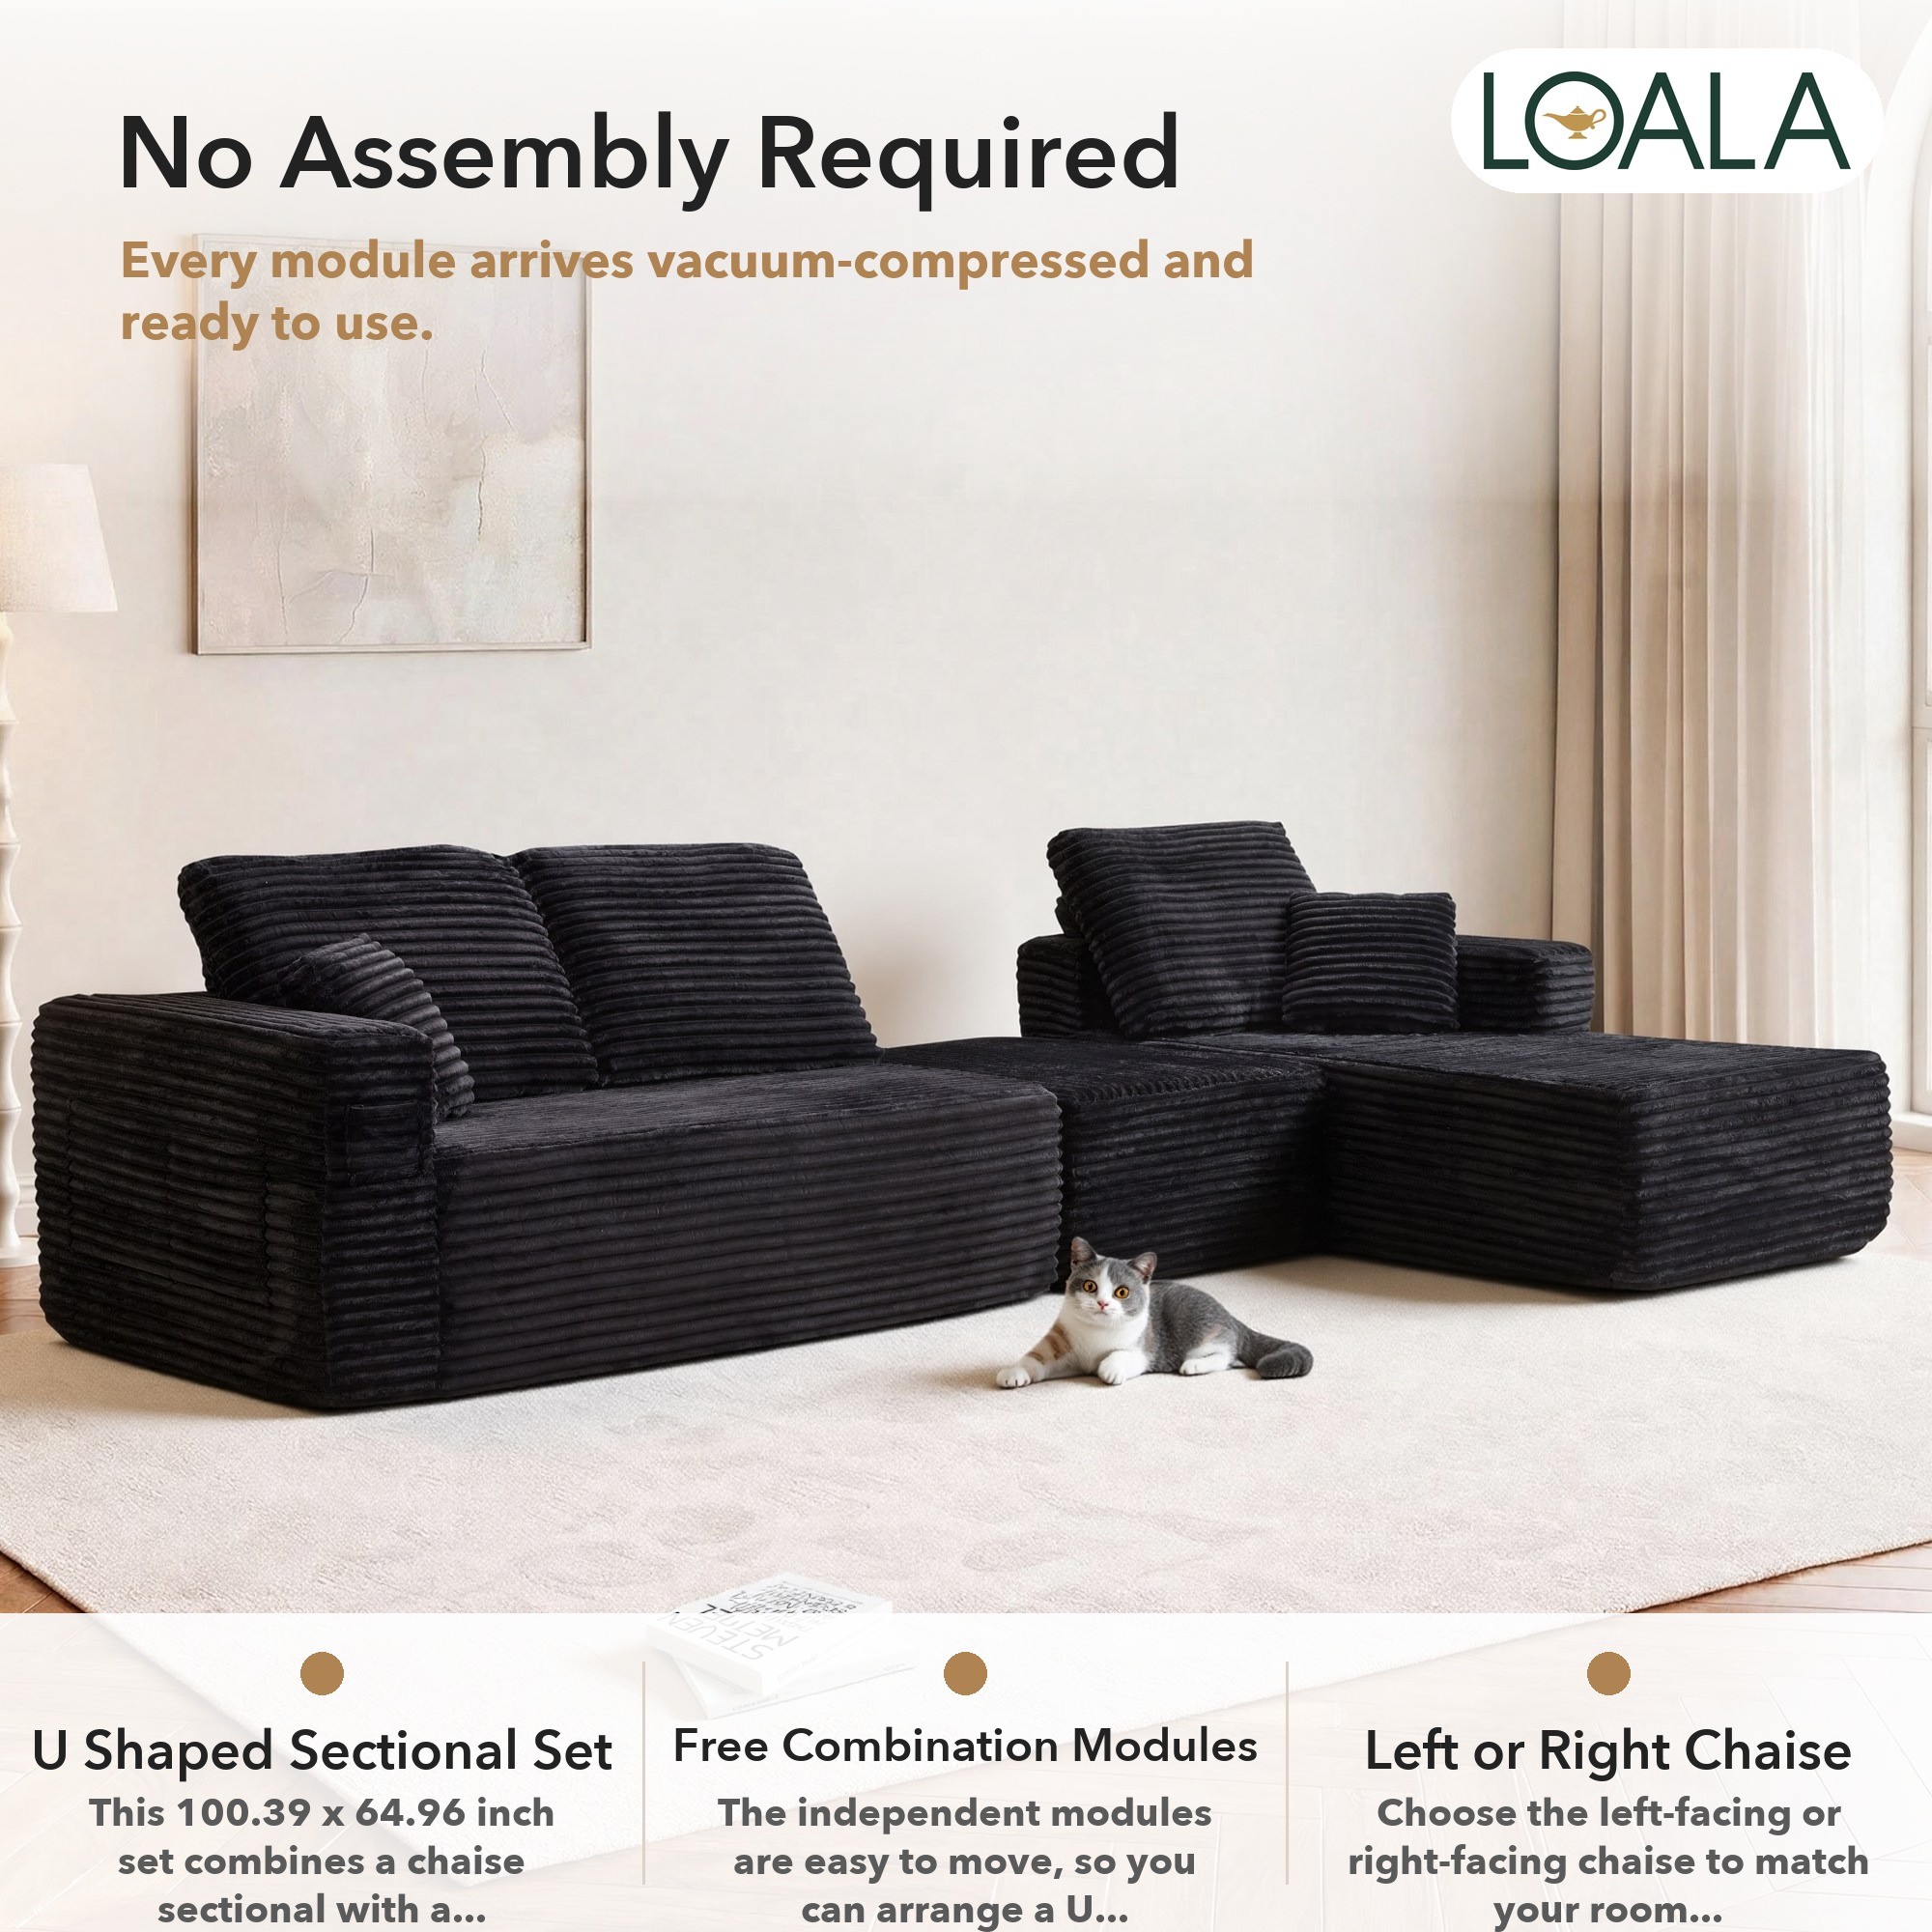 LOALA
No Assembly Required
Every module arrives vacuum-compressed and
ready to use.
STEVEN
U Shaped Sectional Set
This 100.39 x 64.96 inch
set combines a chaise
sectional with a...
Free Combination Modules
The independent modules
are easy to move, so you
can arrange a U...
Left or Right Chaise
Choose the left-facing or
right-facing chaise to match
your room...